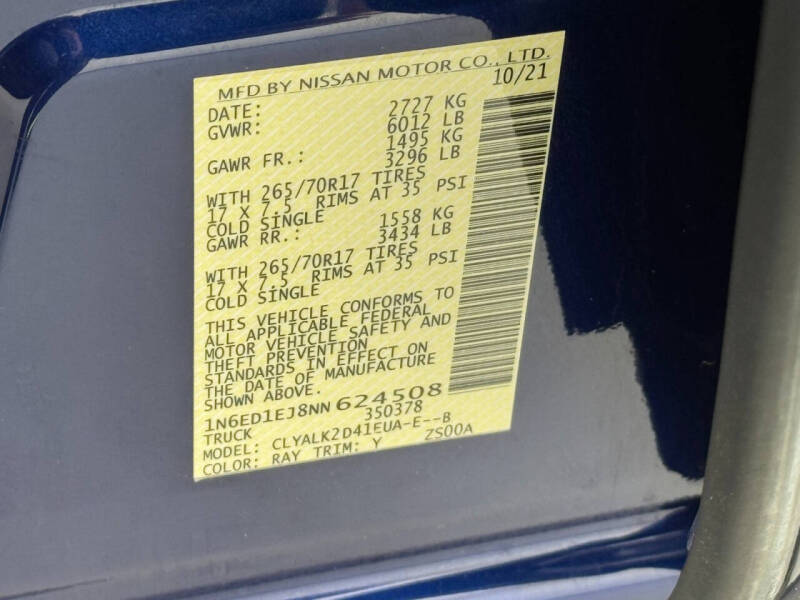 MFD BY NISSAN MOTOR CO., LTD.
DATE: 10/21
GVWR: 2727 KG
6012 LB
GAWR FR.: 1495 KG
3296 LB
WITH 265/70R17 TIRES
17 X 7.5 RIMS AT 35 PSI
COLD SINGLE
GAWR RR.: 1558 KG
3434 LB
WITH 265/70R17 TIRES
17 X 7.5 RIMS AT 35 PSI
COLD SINGLE
THIS VEHICLE CONFORMS TO
ALL APPLICABLE FEDERAL
MOTOR VEHICLE SAFETY AND
THEFT PREVENTION
STANDARDS IN EFFECT ON
THE DATE OF MANUFACTURE
SHOWN ABOVE.
1N6ED1EJ8NN 624508
TRUCK 350378
MODEL: CLYALK2D41EUA-E--B
COLOR: RAY TRIM: Y ZS00A